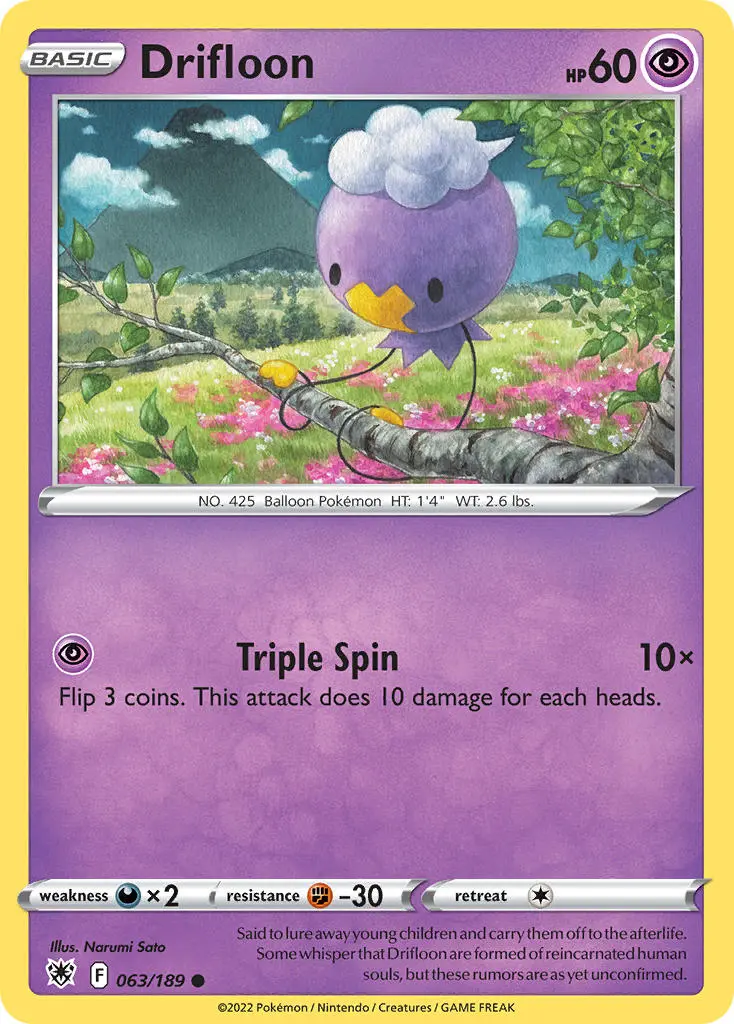 BASIC Drifloon HP60
NO. 425 Balloon Pokémon HT: 1'4" WT: 2.6 lbs.
Triple Spin 10×
Flip 3 coins. This attack does 10 damage for each heads.
weakness ×2 resistance -30 retreat
Said to lure away young children and carry them off to the afterlife.
Some whisper that Drifloon are formed of reincarnated human
souls, but these rumors are as yet unconfirmed.
Illus. Narumi Sato
F 063/189
©2022 Pokémon / Nintendo / Creatures / GAME FREAK